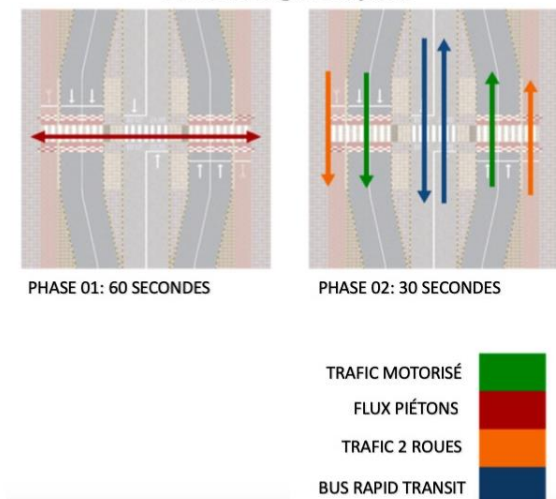 PHASE 01: 60 SECONDES
PHASE 02: 30 SECONDES
TRAFIC MOTORISÉ
FLUX PIÉTONS
TRAFIC 2 ROUES
BUS RAPID TRANSIT